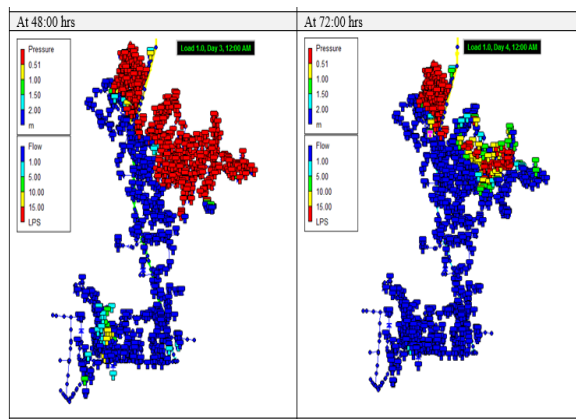 At 48:00 hrs
Pressure
0.51
1.00
1.50
2.00
m
Flow
1.00
5.00
10.00
15.00
LPS
Load 1.0, Day 3, 12:00 AM
At 72:00 hrs
Pressure
0.51
1.00
1.50
2.00
m
Flow
1.00
5.00
10.00
15.00
LPS
Load 1.0, Day 4, 12:00 AM